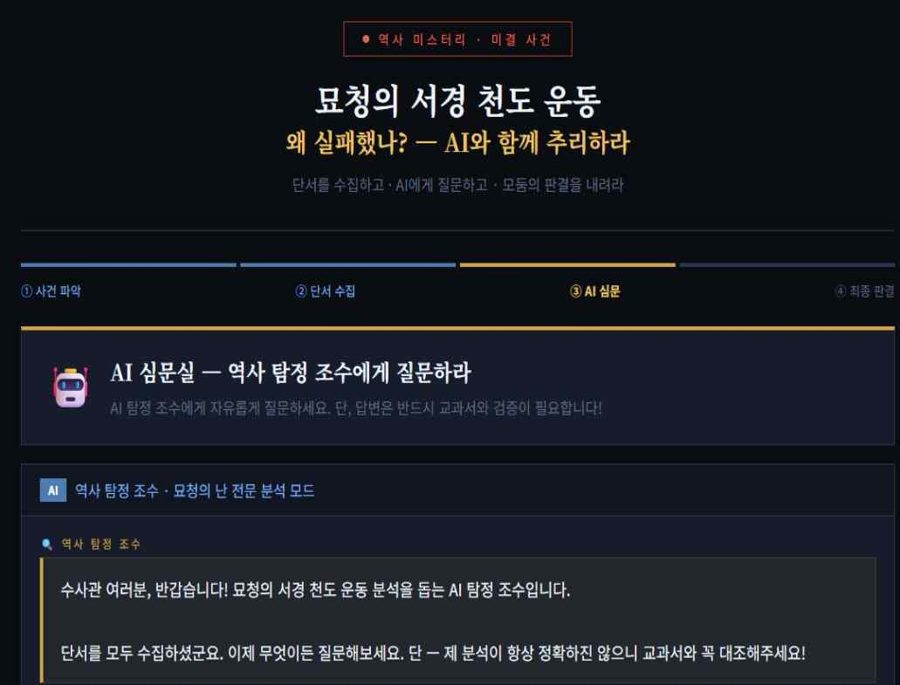 역사 미스터리 · 미결 사건
묘청의 서경 천도 운동
왜 실패했나? — AI와 함께 추리하라
단서를 수집하고 · AI에게 질문하고 · 모둠의 판결을 내려라
① 사건 파악
② 단서 수집
③ AI 심문
④ 최종 판결
AI 심문실 — 역사 탐정 조수에게 질문하라
AI 탐정 조수에게 자유롭게 질문하세요. 단, 답변은 반드시 교과서와 검증이 필요합니다!
AI 역사 탐정 조수 · 묘청의 난 전문 분석 모드
역사 탐정 조수
수사관 여러분, 반갑습니다! 묘청의 서경 천도 운동 분석을 돕는 AI 탐정 조수입니다.
단서를 모두 수집하셨군요. 이제 무엇이든 질문해보세요. 단 — 제 분석이 항상 정확하진 않으니 교과서와 꼭 대조해주세요!